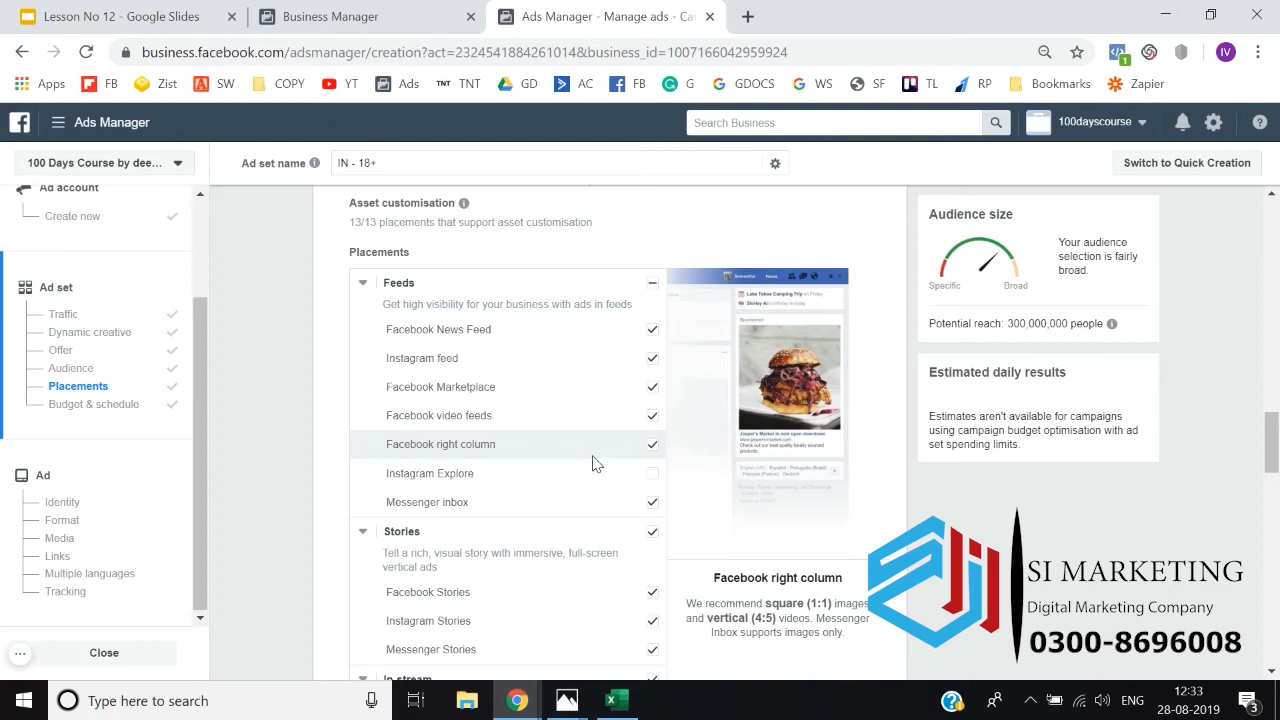 Lesson No 12
Business Manager
Ads Manager - Manage ads - Ca
business.facebook.com/adsmanager/creation?act=2324541884261014&business_id=1007166042959924
IV
Apps FB Zist SW COPY YT Ads TNT TNT GD AC FB G GDOCS WS SF TL RP Bookmarks Zapier
Ads Manager
Search Business
100dayscourse
100 Days Course by dee...
Ad set name
IN - 18+
Switch to Quick Creation
Ad account
Create new
Ad set
Traffic
Dynamic creative
Offer
Audience
Placements
Budget & schedule
Ad
Identity
Format
Media
Links
Multiple languages
Tracking
Close
Asset customisation
13/13 placements that support asset customisation
Placements
Feeds
Get high visibility for your business with ads in feeds
Facebook News Feed
Instagram feed
Facebook Marketplace
Facebook video feeds
Facebook right column
Instagram Explore
Messenger inbox
Stories
Tell a rich, visual story with immersive, full-screen
vertical ads
Facebook Stories
Instagram Stories
Messenger Stories
In-stream
Facebook right column
We recommend square (1:1) images
and vertical (4:5) videos. Messenger
Inbox supports images only.
Audience size
Specific
Broad
Your audience
selection is fairly
broad.
Potential reach: 300,000,000 people
Estimated daily results
Estimates aren't available for campaigns
using campaign budget optimisation with ad
set spending limits.
SI MARKETING
Digital Marketing Company
0300-8696008
Type here to search
ENG
12:33
28-08-2019
3